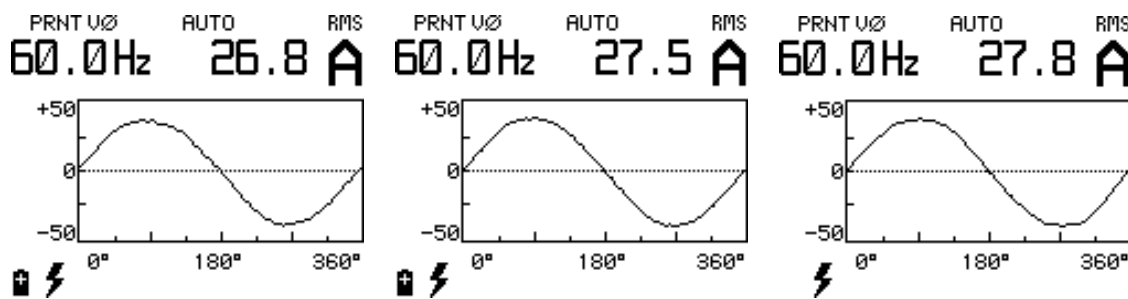 PRNT VØ AUTO RMS
60.0Hz 26.8 A
+50
0
-50
0° 180° 360°
PRNT VØ AUTO RMS
60.0Hz 27.5 A
+50
0
-50
0° 180° 360°
PRNT VØ AUTO RMS
60.0Hz 27.8 A
+50
0
-50
0° 180° 360°